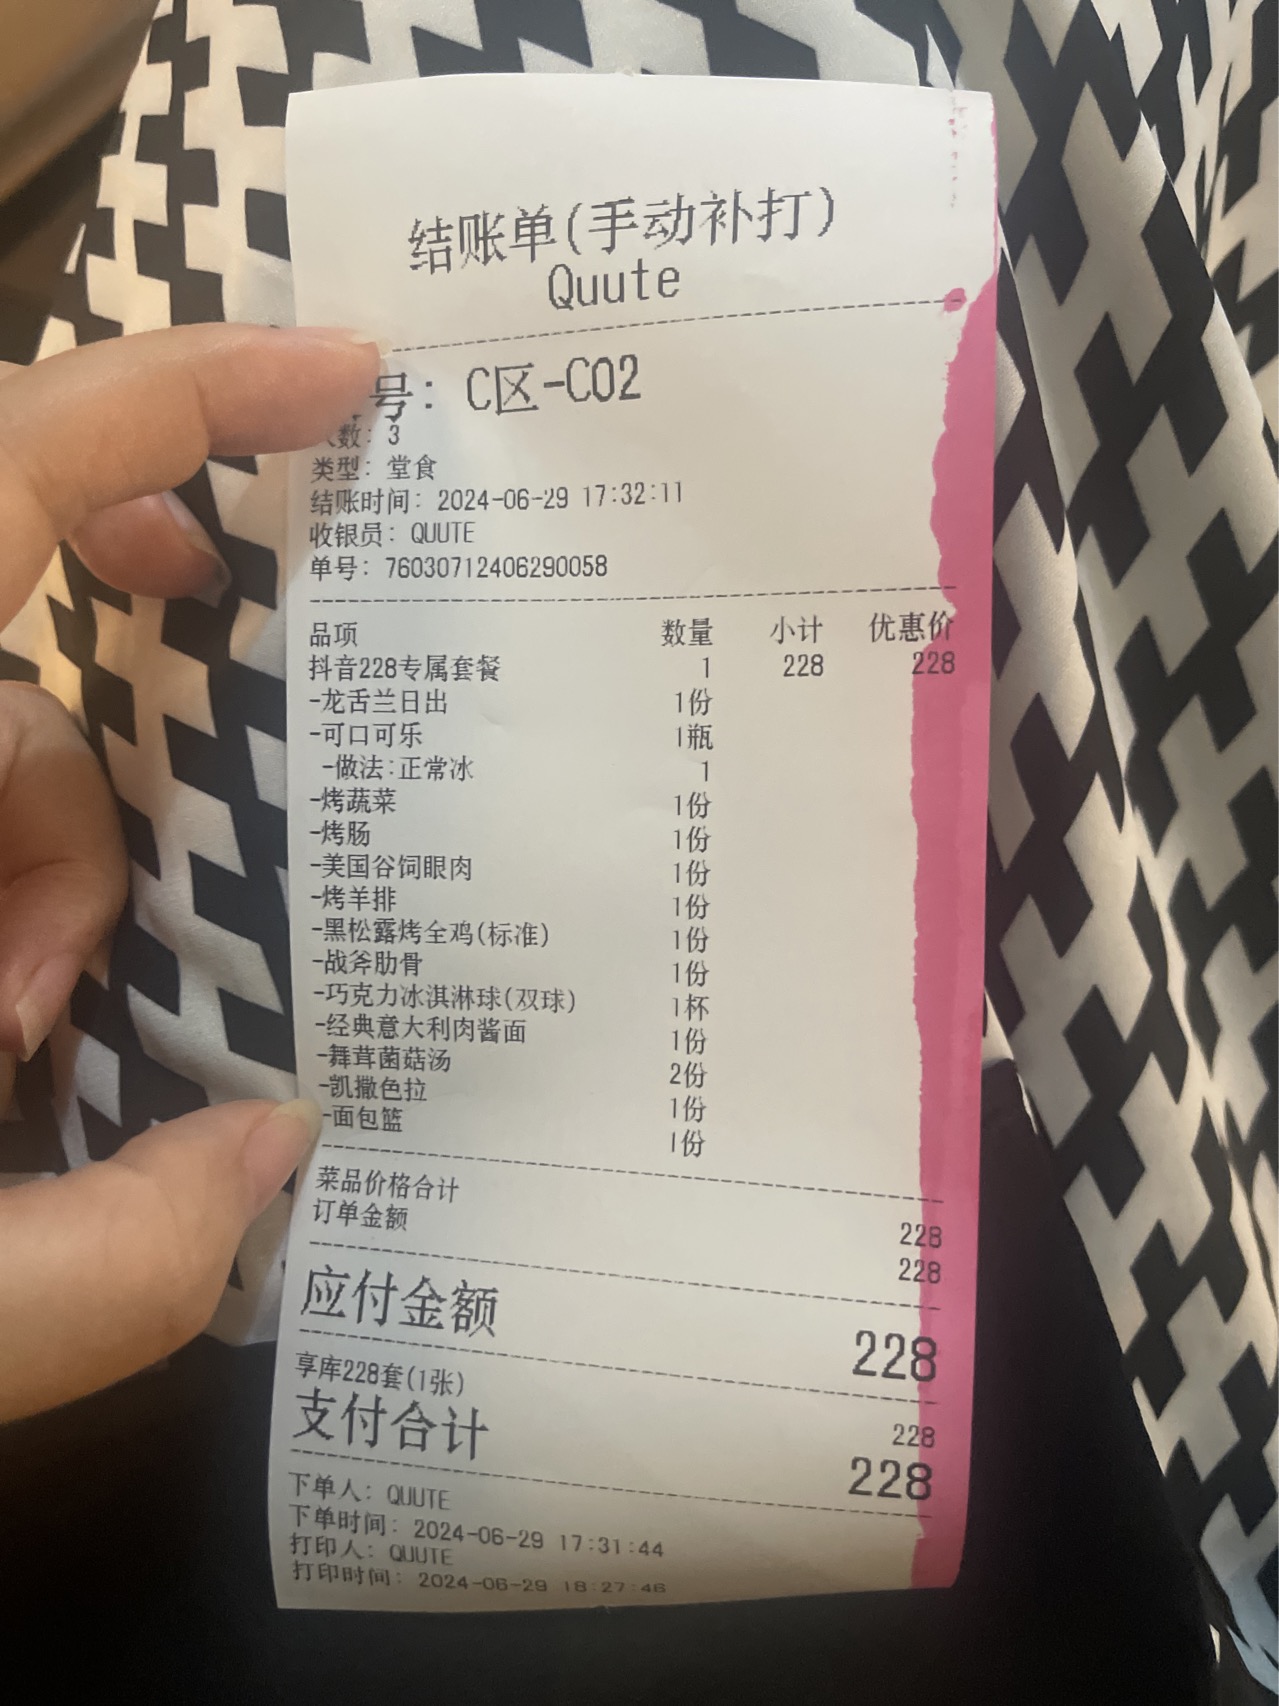 结账单(手动补打)
Quute
号: C区-C02
数: 3
类型: 堂食
结账时间: 2024-06-29 17:32:11
收银员: QUUTE
单号: 76030712406290058
品项 数量 小计 优惠价
抖音228专属套餐 1 228 228
-龙舌兰日出 1份
-可口可乐 1瓶
-做法:正常冰 1
-烤蔬菜 1份
-烤肠 1份
-美国谷饲眼肉 1份
-烤羊排 1份
-黑松露烤全鸡(标准) 1份
-战斧肋骨 1份
-巧克力冰淇淋球(双球) 1杯
-经典意大利肉酱面 1份
-舞茸菌菇汤 2份
-凯撒色拉 1份
-面包篮 1份
菜品价格合计 228
订单金额 228
应付金额 228
享库228套(1张) 228
支付合计 228
下单人: QUUTE
下单时间: 2024-06-29 17:31:44
打印人: QUUTE
打印时间: 2024-06-29 18:27:46